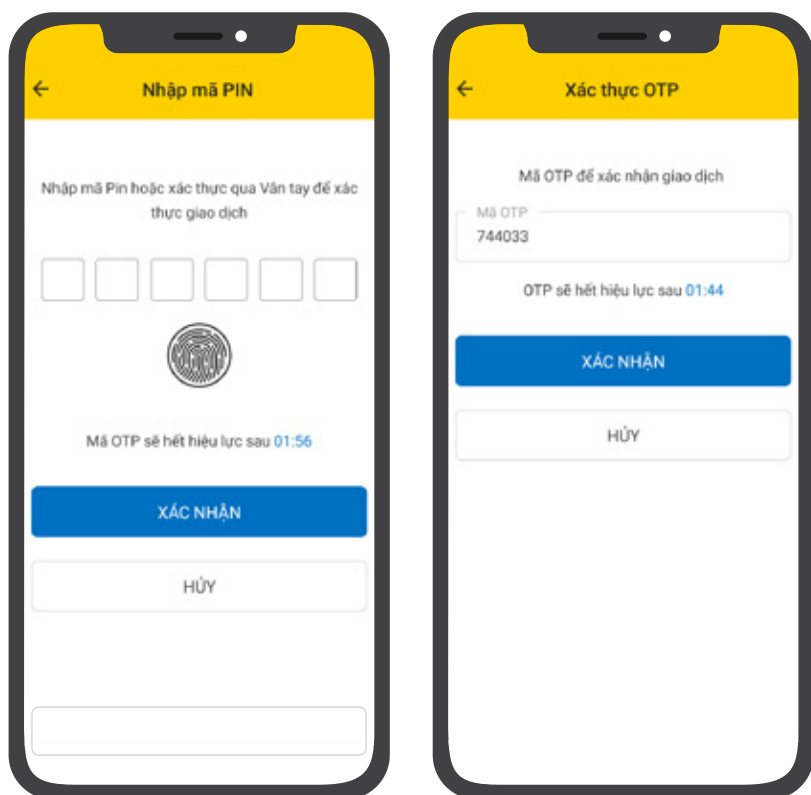 Nhập mã PIN
Nhập mã Pin hoặc xác thực qua Vân tay để xác
thực giao dịch
Mã OTP sẽ hết hiệu lực sau 01:56
XÁC NHẬN
HỦY
Xác thực OTP
Mã OTP để xác nhận giao dịch
Mã OTP
744033
OTP sẽ hết hiệu lực sau 01:44
XÁC NHẬN
HỦY